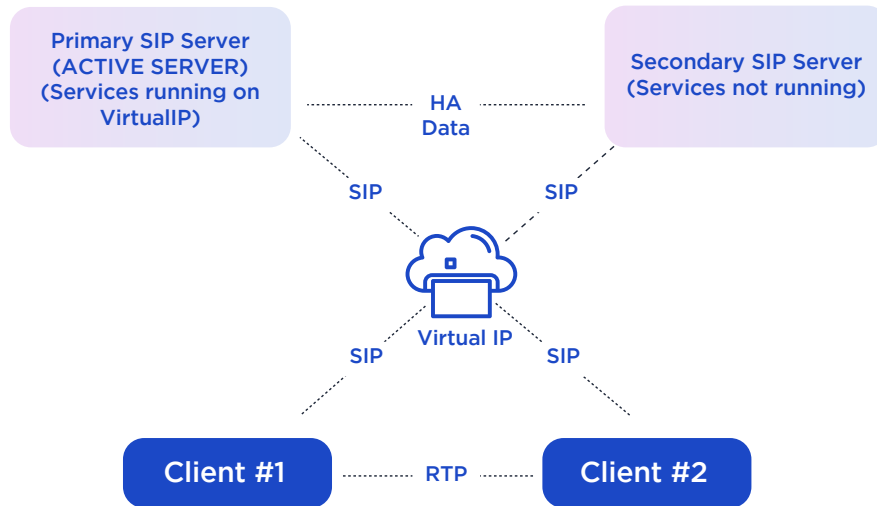 Primary SIP Server
(ACTIVE SERVER)
(Services running on
VirtualIP)
Secondary SIP Server
(Services not running)
HA
Data
SIP
SIP
Virtual IP
SIP
SIP
Client #1
RTP
Client #2